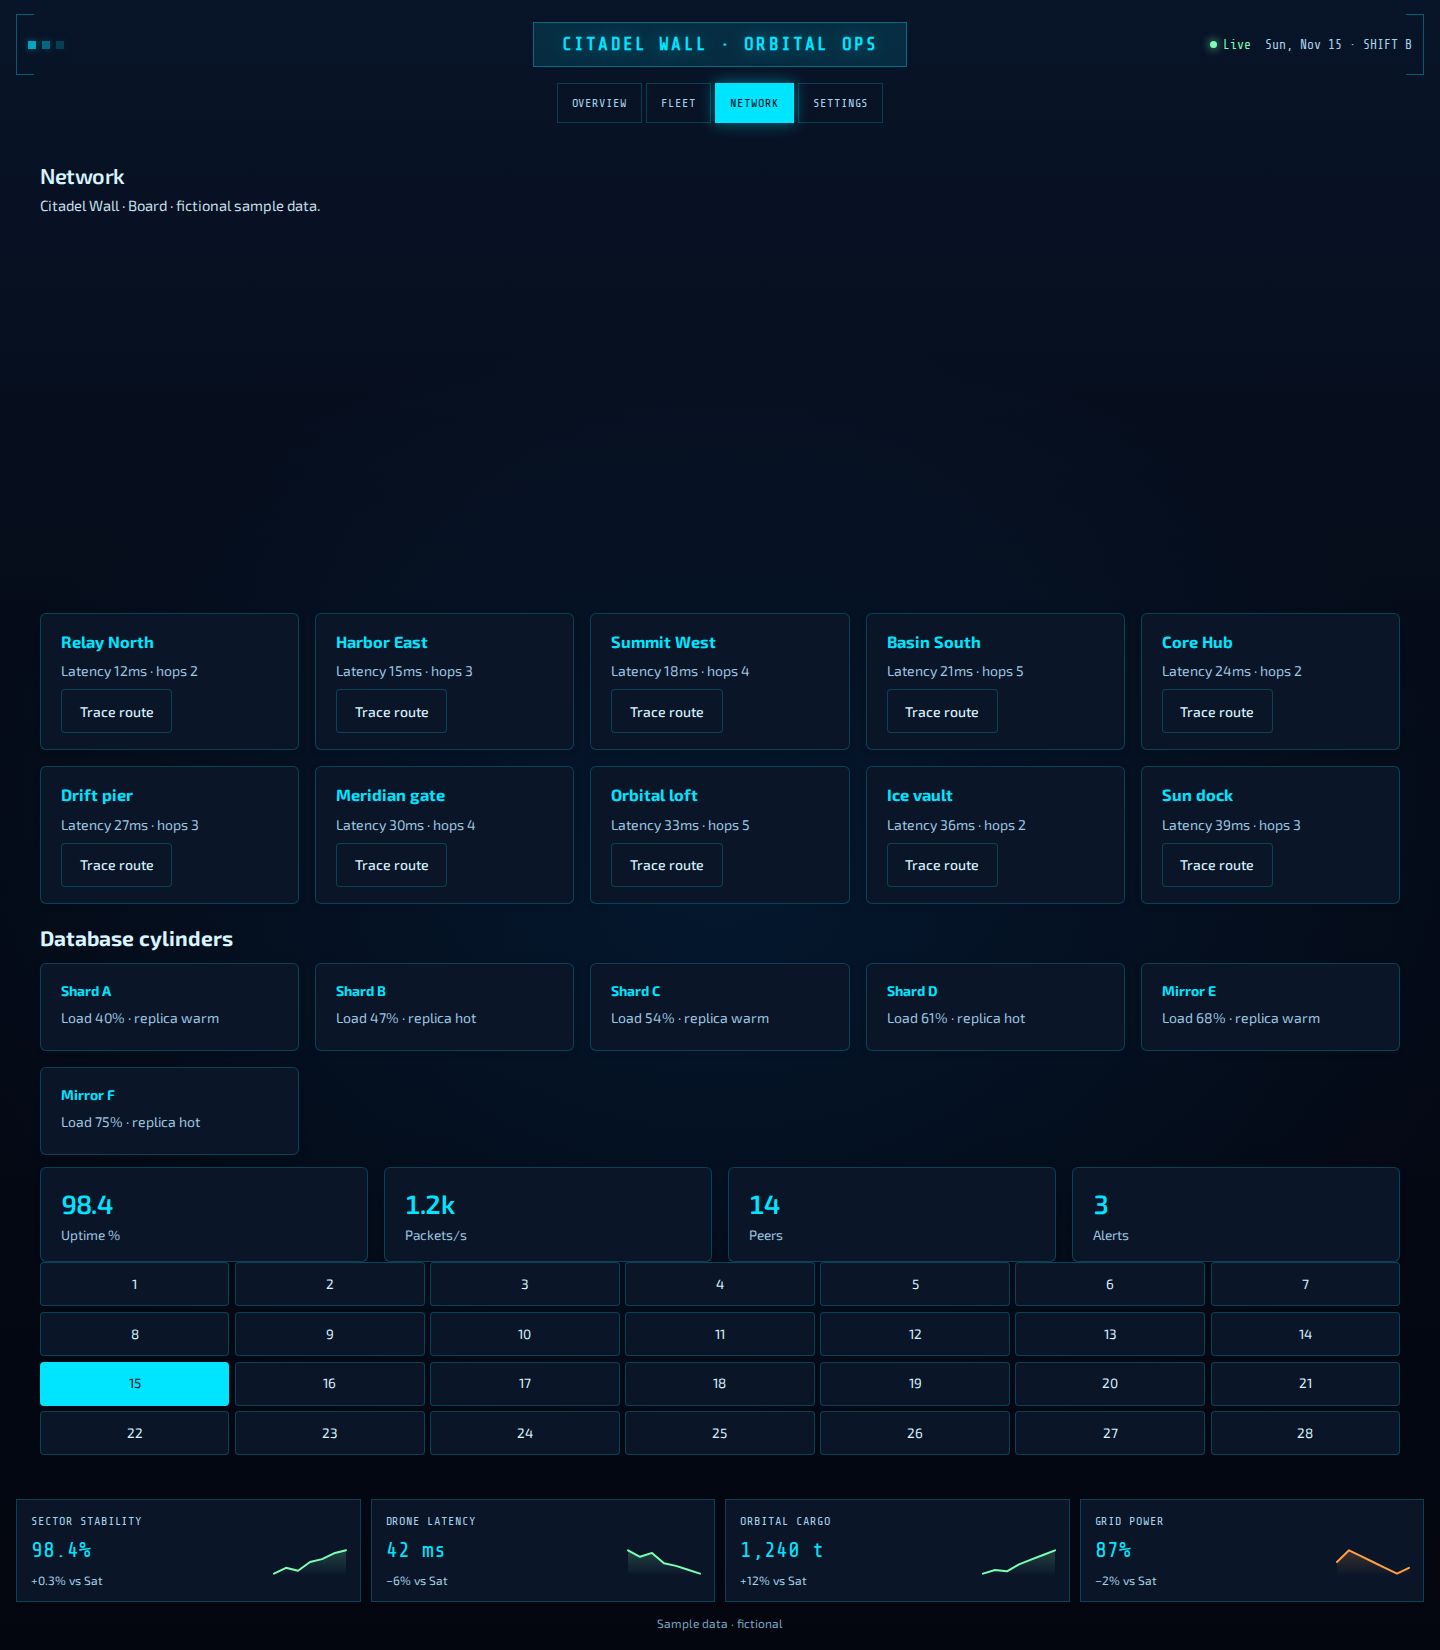 CITADEL WALL · ORBITAL OPS
Live Sun, Nov 15 · SHIFT B
OVERVIEW FLEET NETWORK SETTINGS
Network
Citadel Wall · Board · fictional sample data.
Relay North
Latency 12ms · hops 2
Trace route
Harbor East
Latency 15ms · hops 3
Trace route
Summit West
Latency 18ms · hops 4
Trace route
Basin South
Latency 21ms · hops 5
Trace route
Core Hub
Latency 24ms · hops 2
Trace route
Drift pier
Latency 27ms · hops 3
Trace route
Meridian gate
Latency 30ms · hops 4
Trace route
Orbital loft
Latency 33ms · hops 5
Trace route
Ice vault
Latency 36ms · hops 2
Trace route
Sun dock
Latency 39ms · hops 3
Trace route
Database cylinders
Shard A
Load 40% · replica warm
Shard B
Load 47% · replica hot
Shard C
Load 54% · replica warm
Shard D
Load 61% · replica hot
Mirror E
Load 68% · replica warm
Mirror F
Load 75% · replica hot
98.4
Uptime %
1.2k
Packets/s
14
Peers
3
Alerts
1 2 3 4 5 6 7
8 9 10 11 12 13 14
15 16 17 18 19 20 21
22 23 24 25 26 27 28
SECTOR STABILITY
98.4%
+0.3% vs Sat
DRONE LATENCY
42 ms
−6% vs Sat
ORBITAL CARGO
1,240 t
+12% vs Sat
GRID POWER
87%
−2% vs Sat
Sample data · fictional